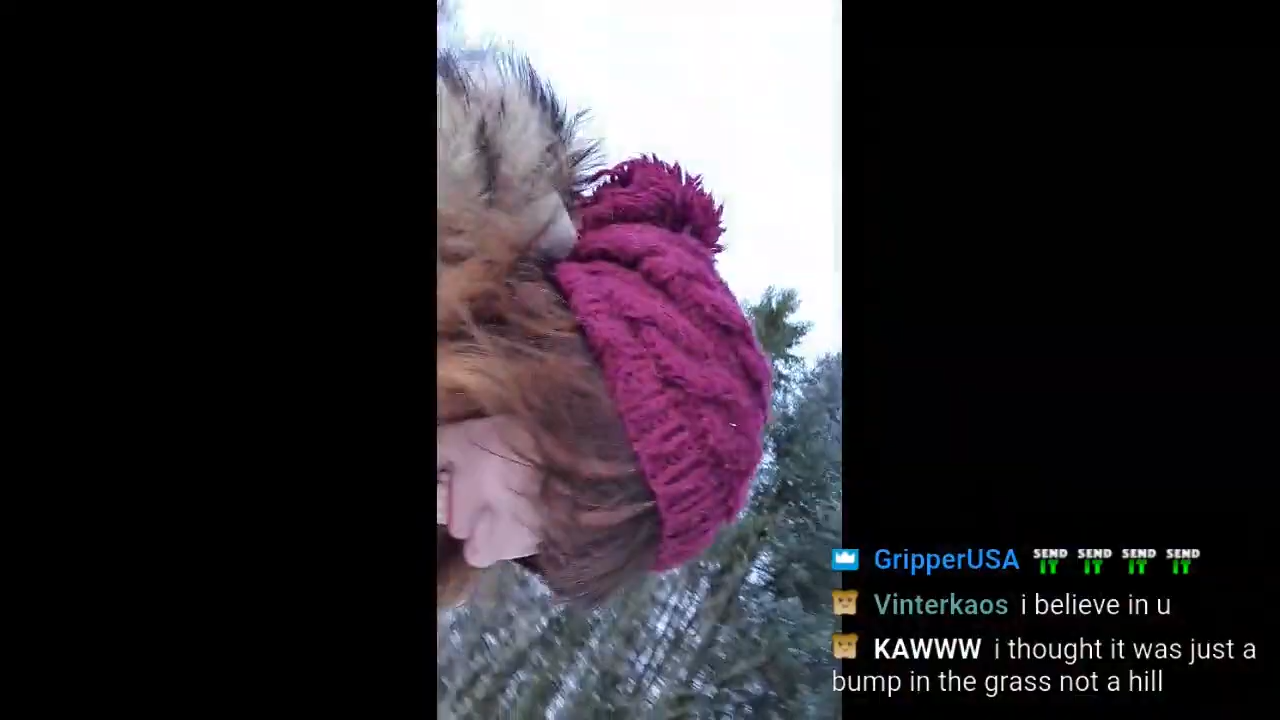 GripperUSA SEND IT SEND IT SEND IT SEND IT
Vinterkaos i believe in u
KAWWW i thought it was just a
bump in the grass not a hill